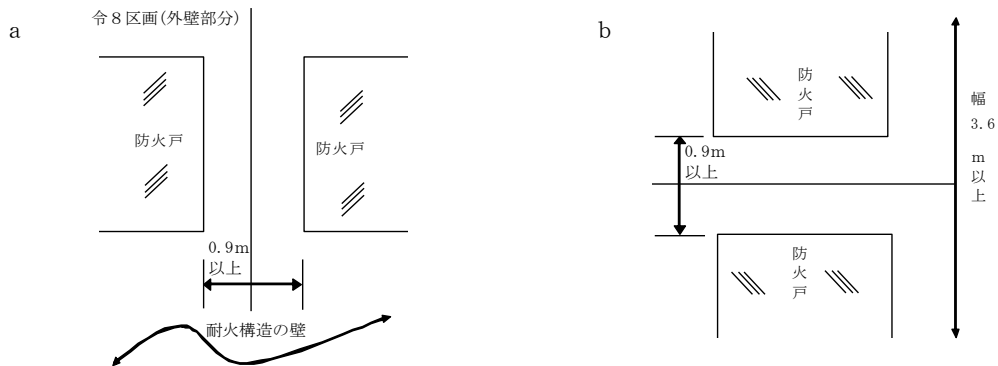 a
令８区画(外壁部分)
防火戸
防火戸
0.9m
以上
耐火構造の壁
b
防火戸
0.9m
以上
防火戸
幅
3.6
m
以上